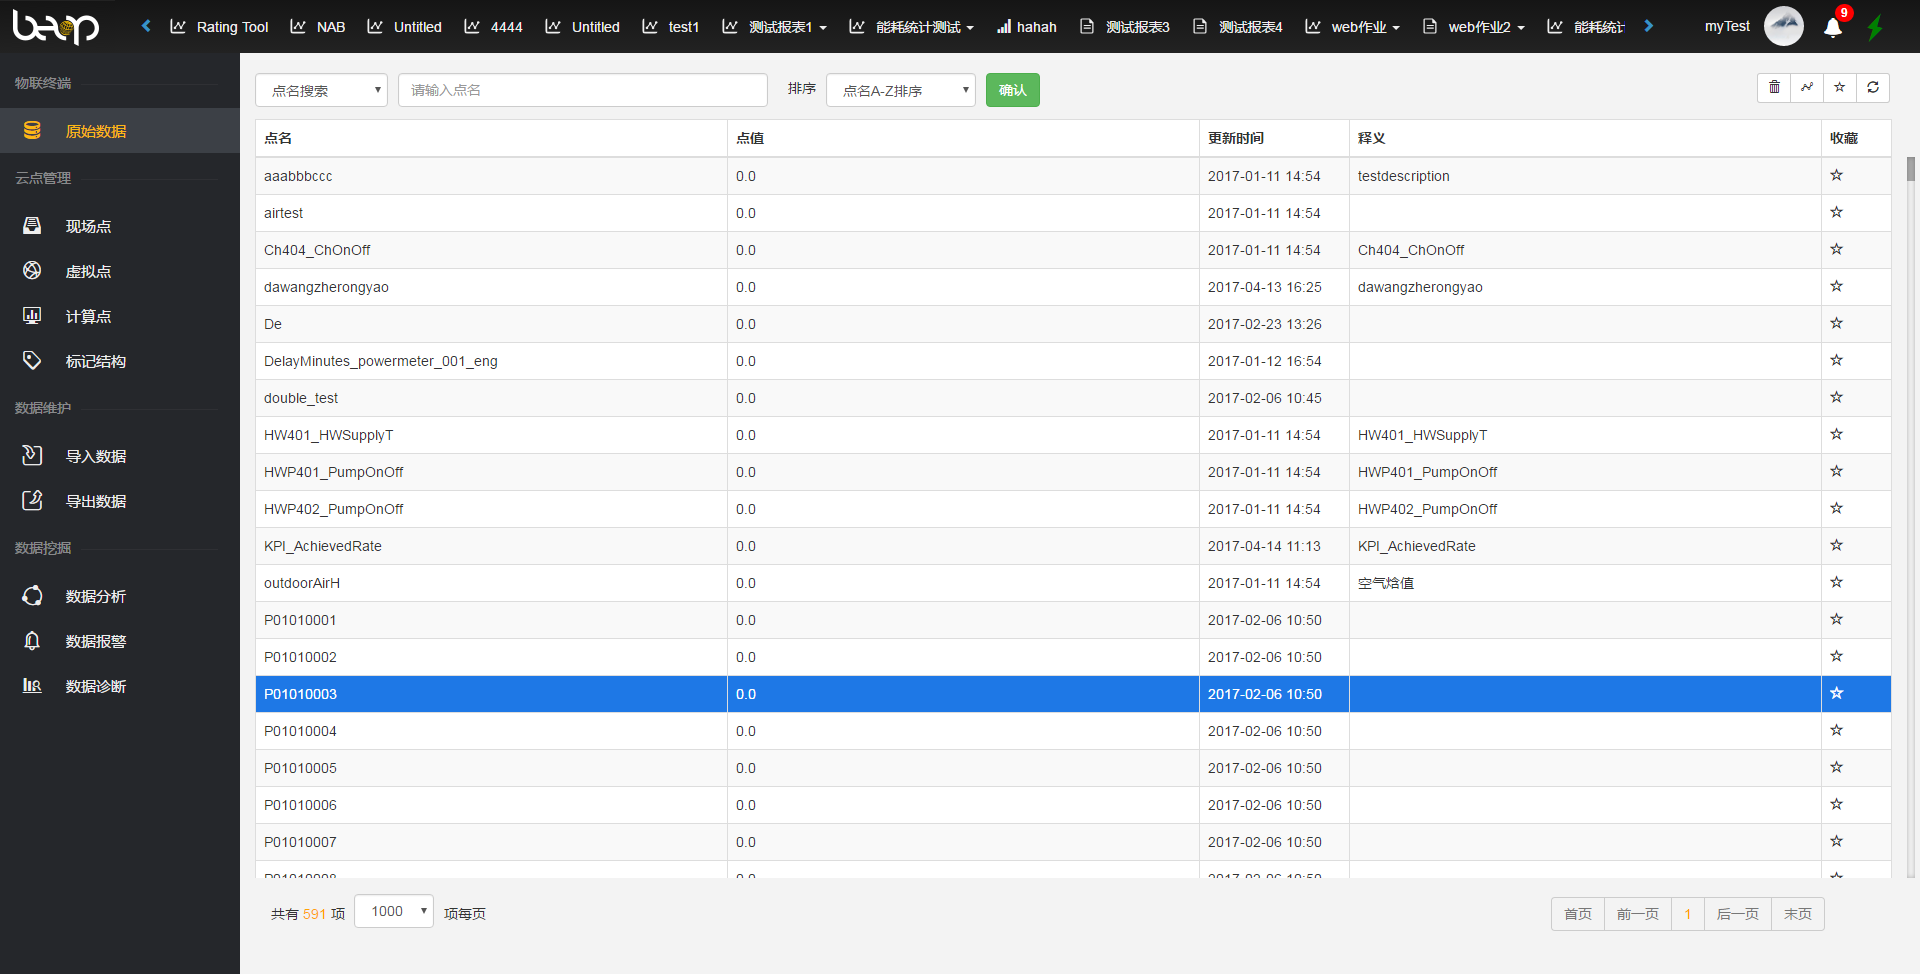 beop
Rating Tool NAB Untitled 4444 Untitled test1 测试报表1 能耗统计测试 hahah 测试报表3 测试报表4 web作业 web作业2 能耗统计 myTest 9
物联终端
原始数据
云点管理
现场点
虚拟点
计算点
标记结构
数据维护
导入数据
导出数据
数据挖掘
数据分析
数据报警
数据诊断
点名搜索 请输入点名 排序 点名A-Z排序 确认
点名 点值 更新时间 释义 收藏
aaabbbccc 0.0 2017-01-11 14:54 testdescription
airtest 0.0 2017-01-11 14:54
Ch404_ChOnOff 0.0 2017-01-11 14:54 Ch404_ChOnOff
dawangzherongyao 0.0 2017-04-13 16:25 dawangzherongyao
De 0.0 2017-02-23 13:26
DelayMinutes_powermeter_001_eng 0.0 2017-01-12 16:54
double_test 0.0 2017-02-06 10:45
HW401_HWSupplyT 0.0 2017-01-11 14:54 HW401_HWSupplyT
HWP401_PumpOnOff 0.0 2017-01-11 14:54 HWP401_PumpOnOff
HWP402_PumpOnOff 0.0 2017-01-11 14:54 HWP402_PumpOnOff
KPI_AchievedRate 0.0 2017-04-14 11:13 KPI_AchievedRate
outdoorAirH 0.0 2017-01-11 14:54 空气焓值
P01010001 0.0 2017-02-06 10:50
P01010002 0.0 2017-02-06 10:50
P01010003 0.0 2017-02-06 10:50
P01010004 0.0 2017-02-06 10:50
P01010005 0.0 2017-02-06 10:50
P01010006 0.0 2017-02-06 10:50
P01010007 0.0 2017-02-06 10:50
P01010008 0.0 2017-02-06 10:50
共有 591 项 1000 项每页 首页 前一页 1 后一页 末页